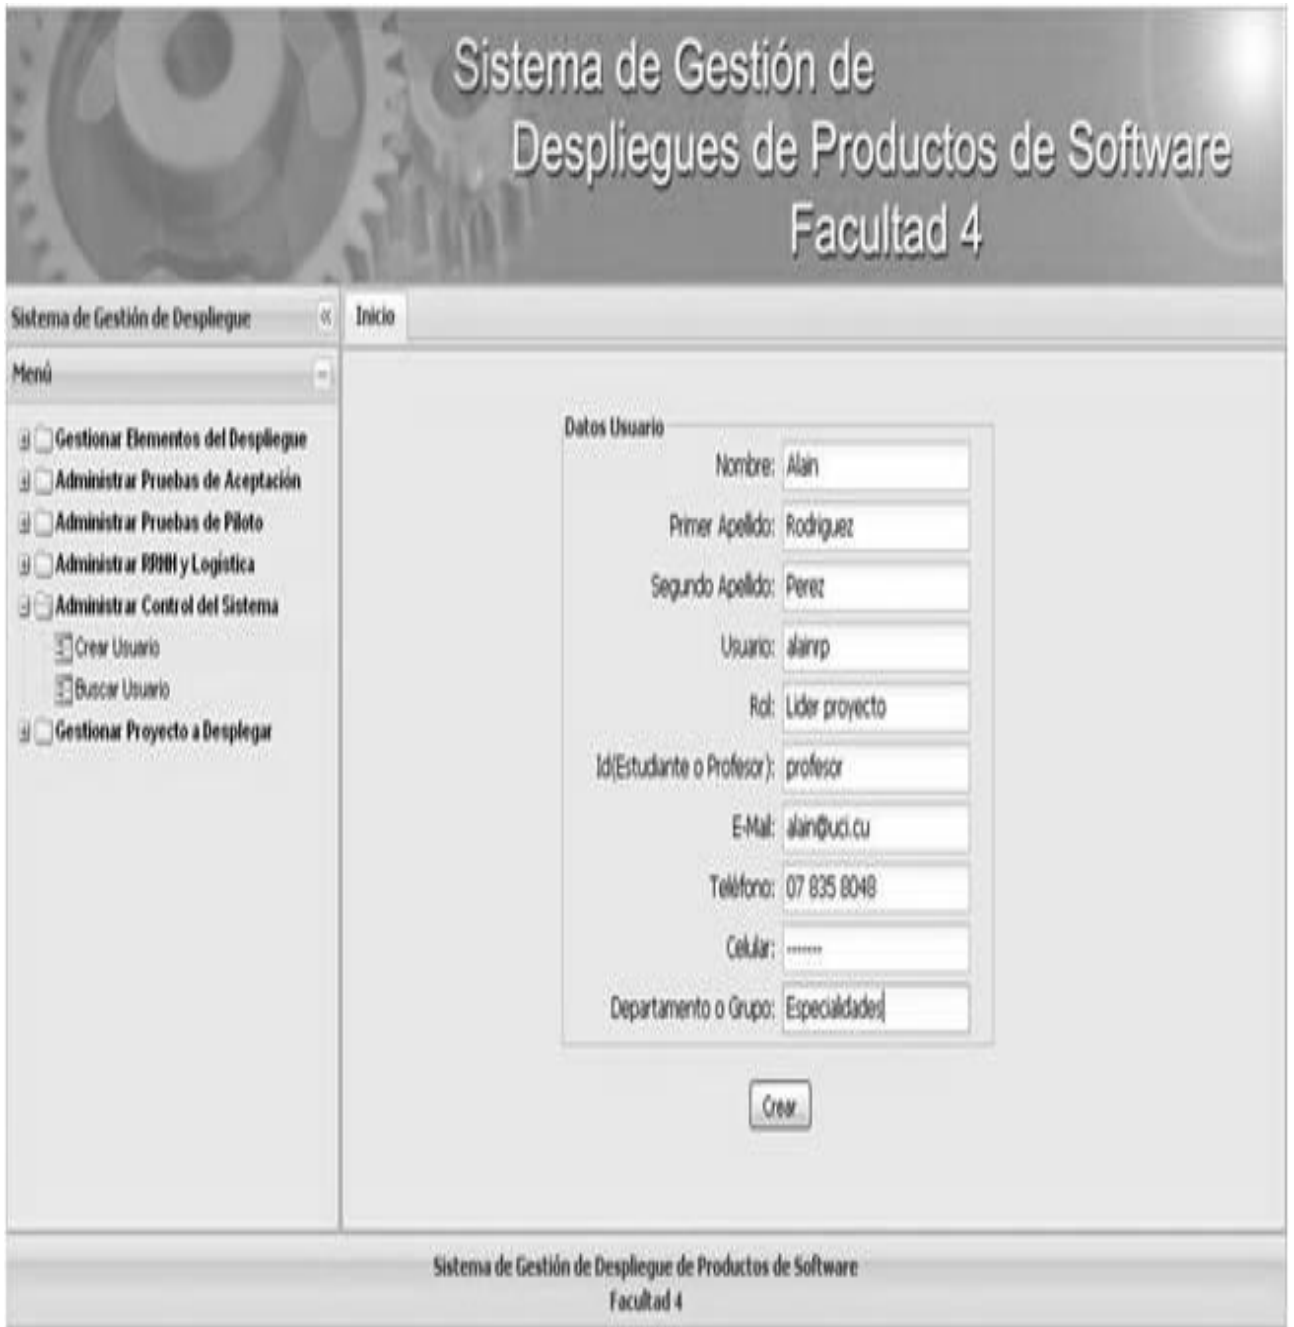 Sistema de Gestión de
Despliegues de Productos de Software
Facultad 4
Sistema de Gestión de Despliegue
Inicio
Menú
Gestionar Elementos del Despliegue
Administrar Pruebas de Aceptación
Administrar Pruebas de Piloto
Administrar RRHH y Logística
Administrar Control del Sistema
Crear Usuario
Buscar Usuario
Gestionar Proyecto a Desplegar
Datos Usuario
Nombre: Alain
Primer Apellido: Rodriguez
Segundo Apellido: Perez
Usuario: alainrp
Rol: Lider proyecto
Id(Estudiante o Profesor): profesor
E-Mail: alain@uci.cu
Teléfono: 07 835 8048
Celular: -------
Departamento o Grupo: Especialdades
Crear
Sistema de Gestión de Despliegue de Productos de Software
Facultad 4